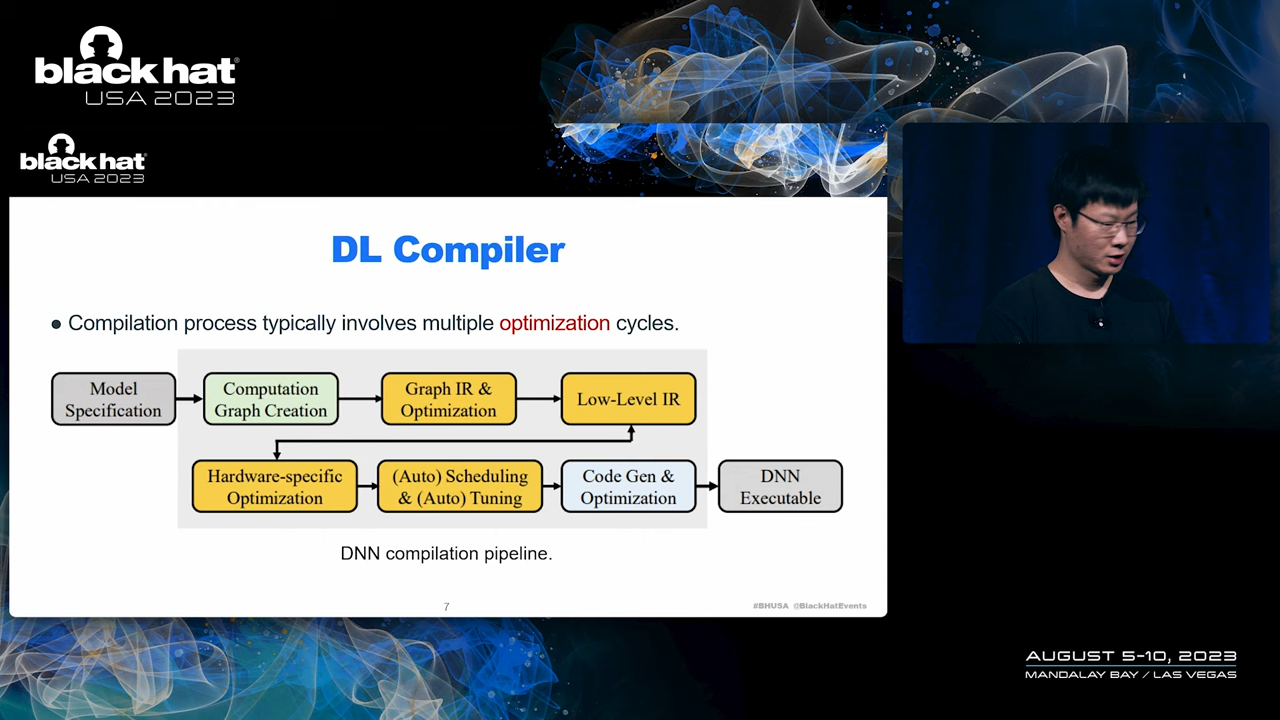 black hat
USA 2023
black hat
USA 2023
DL Compiler
● Compilation process typically involves multiple optimization cycles.
Model
Specification
Computation
Graph Creation
Graph IR &
Optimization
Low-Level IR
Hardware-specific
Optimization
(Auto) Scheduling
& (Auto) Tuning
Code Gen &
Optimization
DNN
Executable
DNN compilation pipeline.
7
#BHUSA @BlackHatEvents
AUGUST 5-10, 2023
MANDALAY BAY / LAS VEGAS